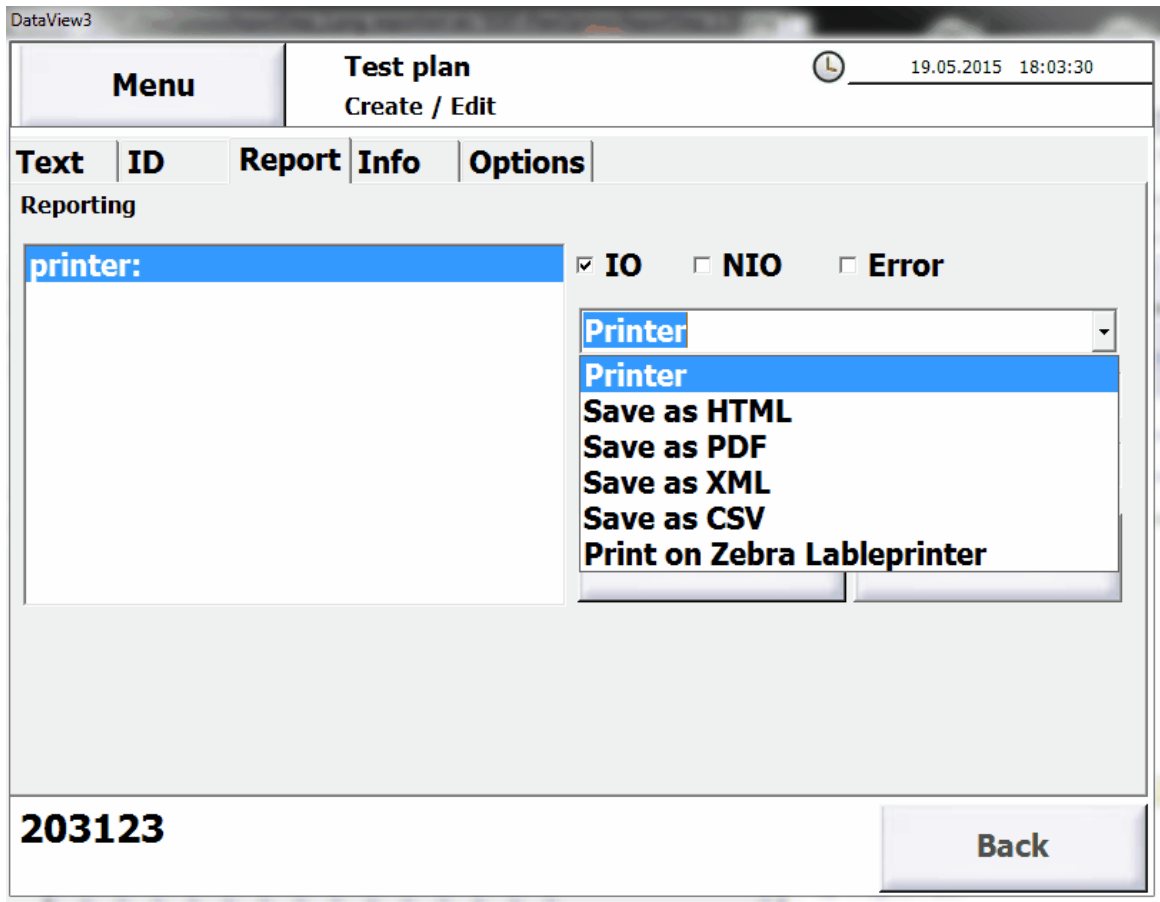 DataView3
Menu
Test plan
19.05.2015 18:03:30
Create / Edit
Text ID Report Info Options
Reporting
printer:
IO NIO Error
Printer
Printer
Save as HTML
Save as PDF
Save as XML
Save as CSV
Print on Zebra Lableprinter
203123
Back